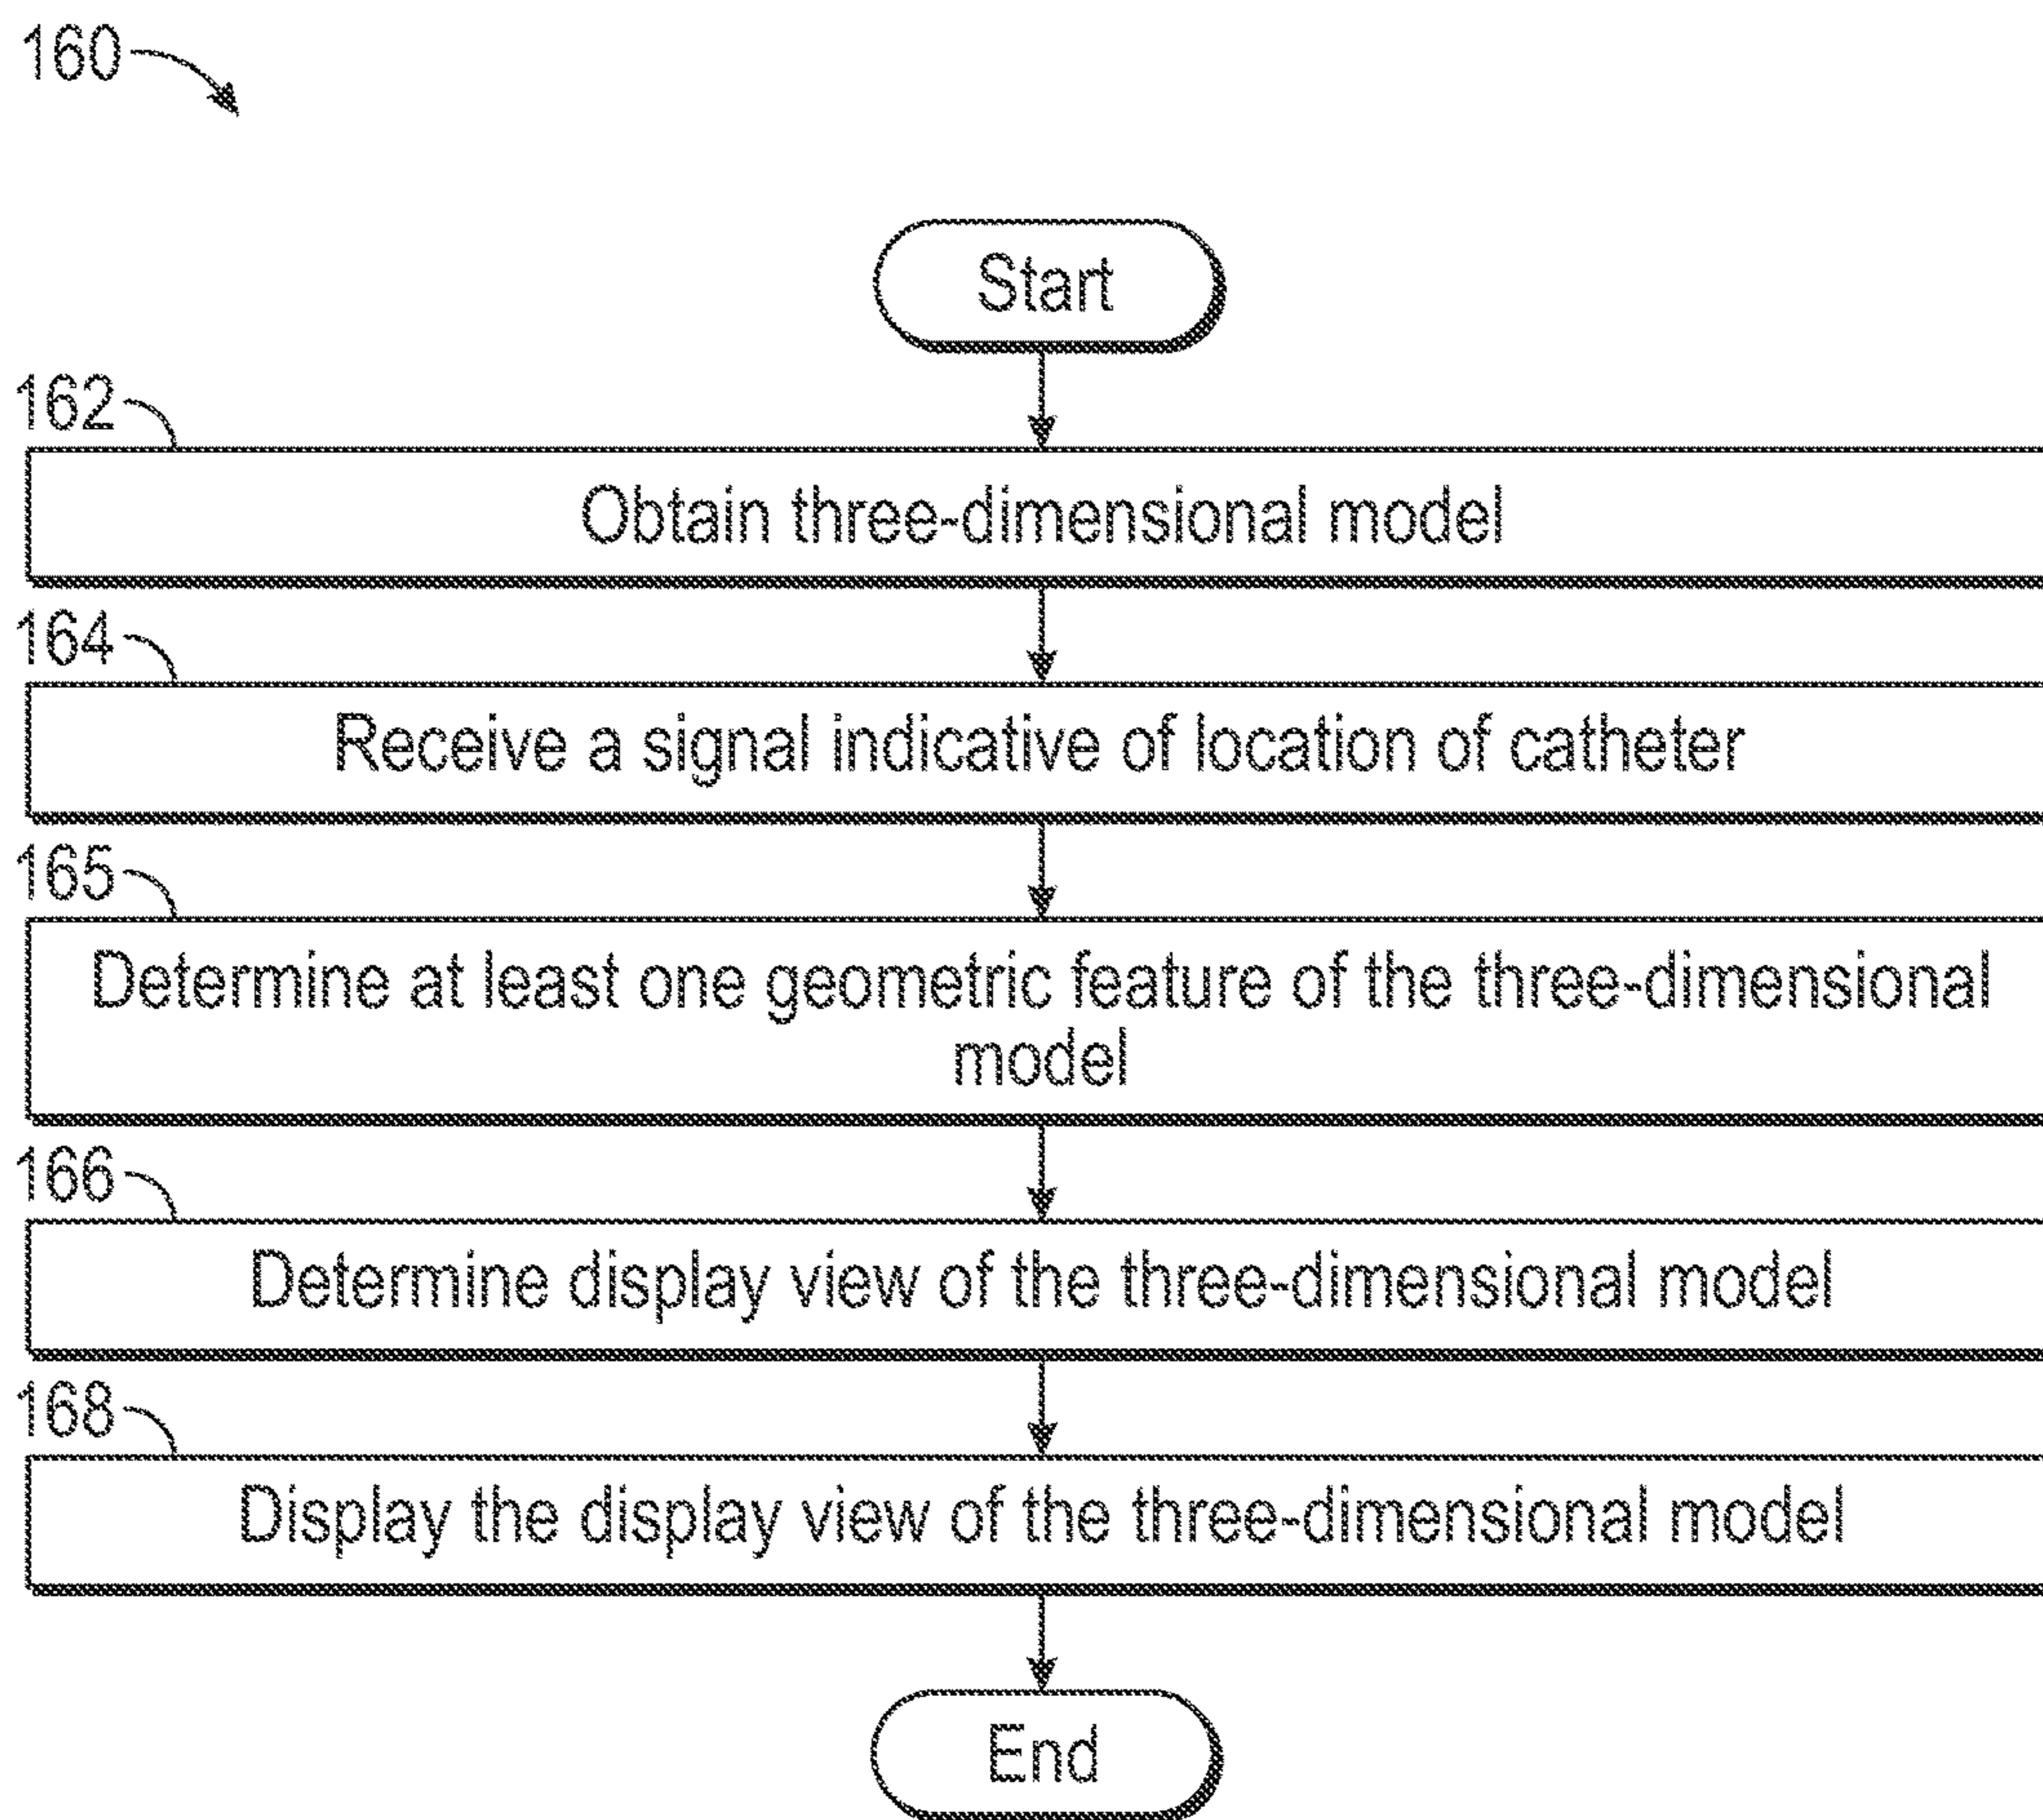 160
Start
162
Obtain three-dimensional model
164
Receive a signal indicative of location of catheter
165
Determine at least one geometric feature of the three-dimensional
model
166
Determine display view of the three-dimensional model
168
Display the display view of the three-dimensional model
End